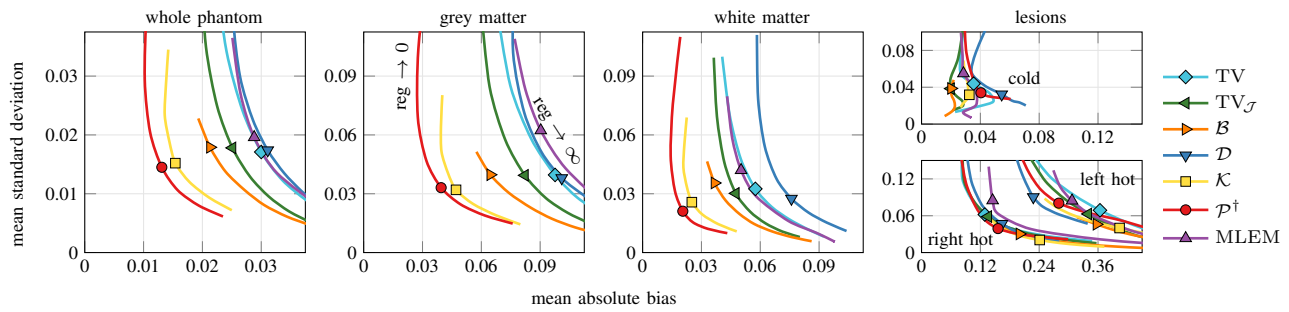 whole phantom
grey matter
white matter
lesions
mean standard deviation
0.03
0.02
0.01
0
0 0.01 0.02 0.03
0.09
0.06
0.03
0
0 0.03 0.06 0.09
reg → 0
reg → ∞
0.09
0.06
0.03
0
0 0.03 0.06 0.09
0.08
0.04
0
0 0.04 0.08 0.12
cold
0.12
0.06
0
0 0.12 0.24 0.36
left hot
right hot
mean absolute bias
TV
TV𝒥
ℬ
𝒟
𝒦
𝒫†
MLEM